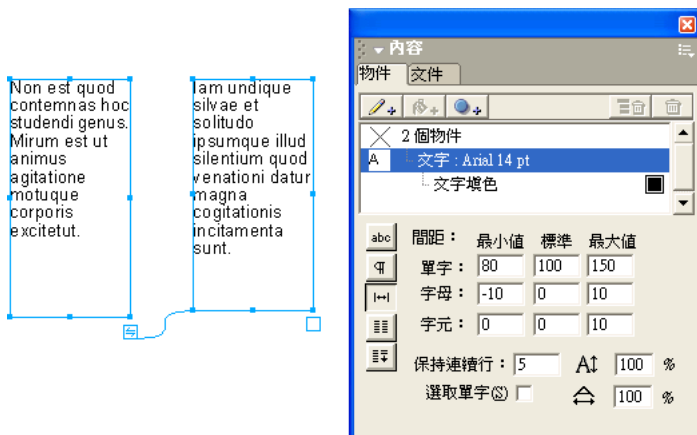 Non est quod
contemnas hoc
studendi genus.
Mirum est ut
animus
agitatione
motuque
corporis
excitetut.
Iam undique
silvae et
solitudo
ipsumque illud
silentium quod
venationi datur
magna
cogitationis
incitamenta
sunt.
內容
物件 文件
2 個物件
A 文字 : Arial 14 pt
文字填色
abc 間距： 最小值 標準 最大值
單字： 80 100 150
字母： -10 0 10
字元： 0 0 10
保持連續行： 5 A 100 %
選取單字(S) 100 %